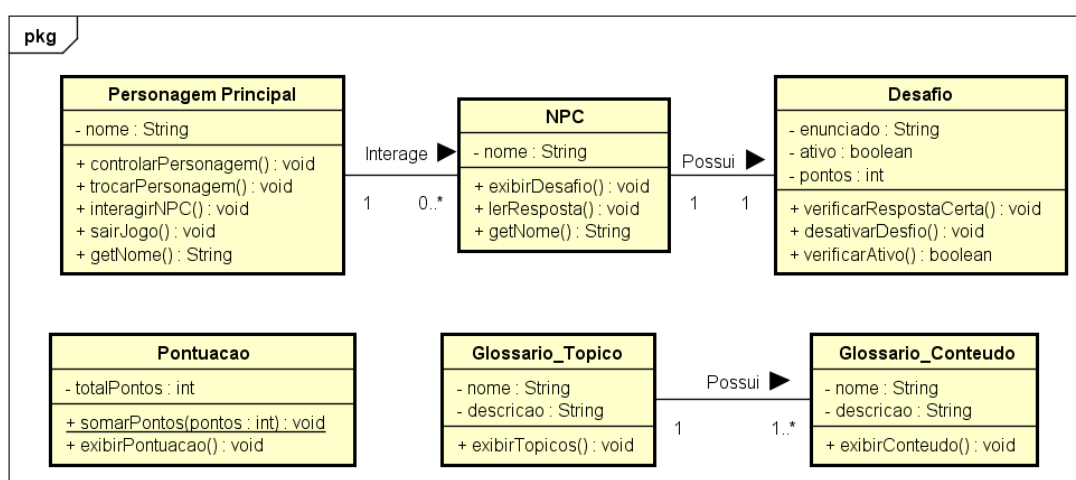 pkg
Personagem Principal
- nome : String
+ controlarPersonagem() : void
+ trocarPersonagem() : void
+ interagirNPC() : void
+ sairJogo() : void
+ getNome() : String
Interage
1 0..*
NPC
- nome : String
+ exibirDesafio() : void
+ lerResposta() : void
+ getNome() : String
Possui
1 1
Desafio
- enunciado : String
- ativo : boolean
- pontos : int
+ verificarRespostaCerta() : void
+ desativarDesfio() : void
+ verificarAtivo() : boolean
Pontuacao
- totalPontos : int
+ somarPontos(pontos : int) : void
+ exibirPontuacao() : void
Glossario_Topico
- nome : String
- descricao : String
+ exibirTopicos() : void
Possui
1 1..*
Glossario_Conteudo
- nome : String
- descricao : String
+ exibirConteudo() : void